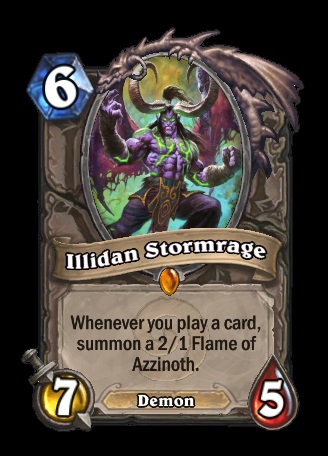 6
Illidan Stormrage
Whenever you play a card,
summon a 2/1 Flame of
Azzinoth.
7
Demon
5